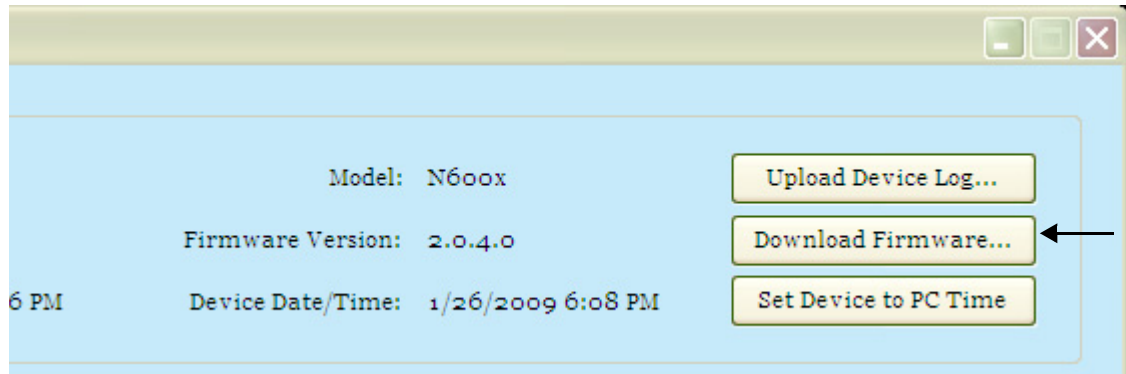 Model: N600x Upload Device Log...
Firmware Version: 2.0.4.0 Download Firmware...
6 PM Device Date/Time: 1/26/2009 6:08 PM Set Device to PC Time